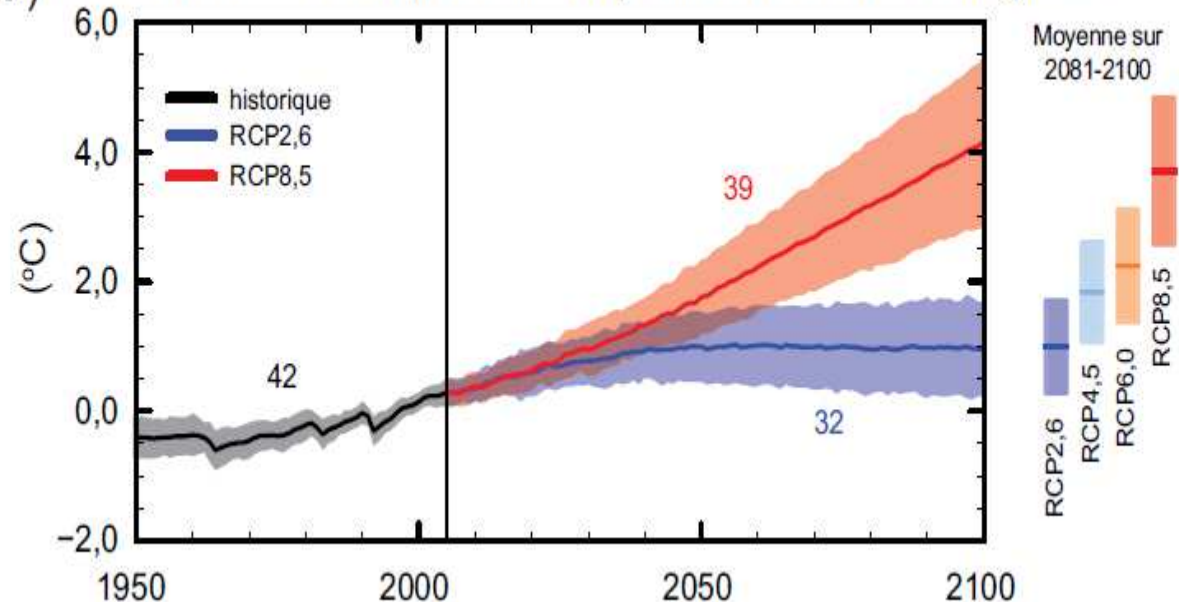 6,0
4,0
2,0
0,0
−2,0
(°C)
historique
RCP2,6
RCP8,5
42
39
32
1950
2000
2050
2100
Moyenne sur
2081-2100
RCP2,6
RCP4,5
RCP6,0
RCP8,5